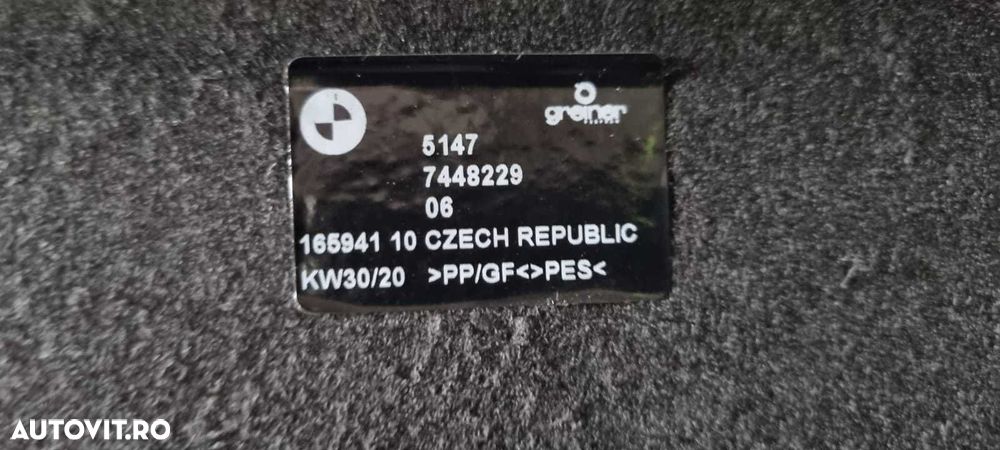 greiner
5147
7448229
06
165941 10 CZECH REPUBLIC
KW30/20 >PP/GF<>PES<
AUTOVIT.RO